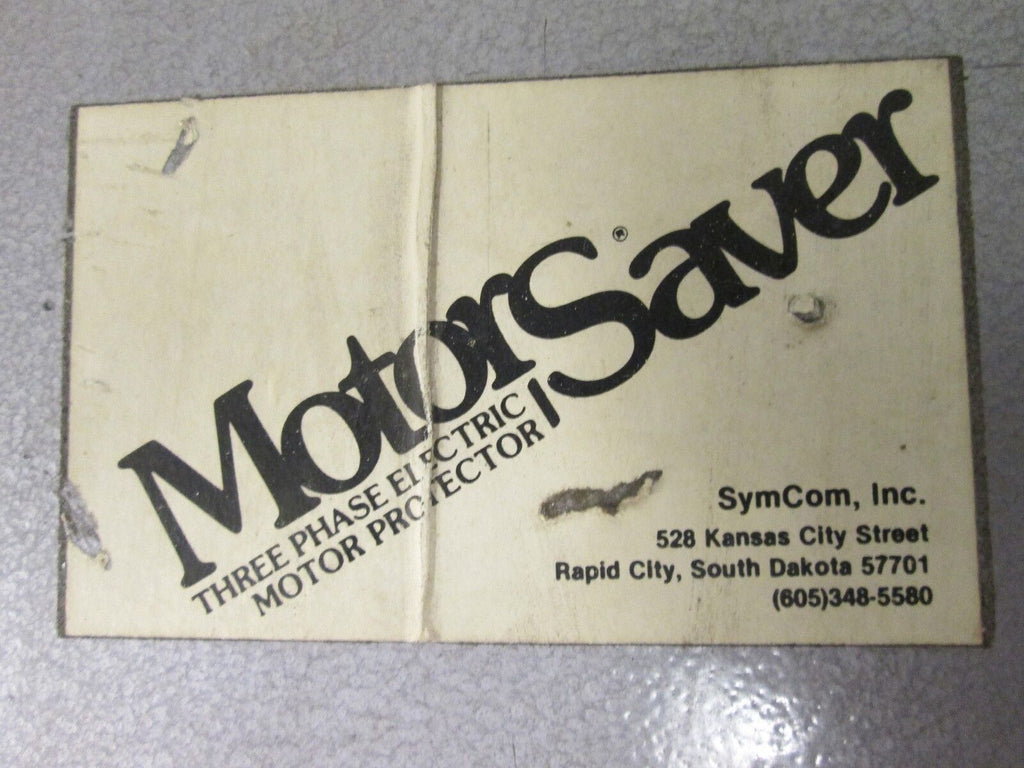 MotorSaver®
THREE PHASE ELECTRIC
MOTOR PROTECTOR
SymCom, Inc.
528 Kansas City Street
Rapid City, South Dakota 57701
(605)348-5580